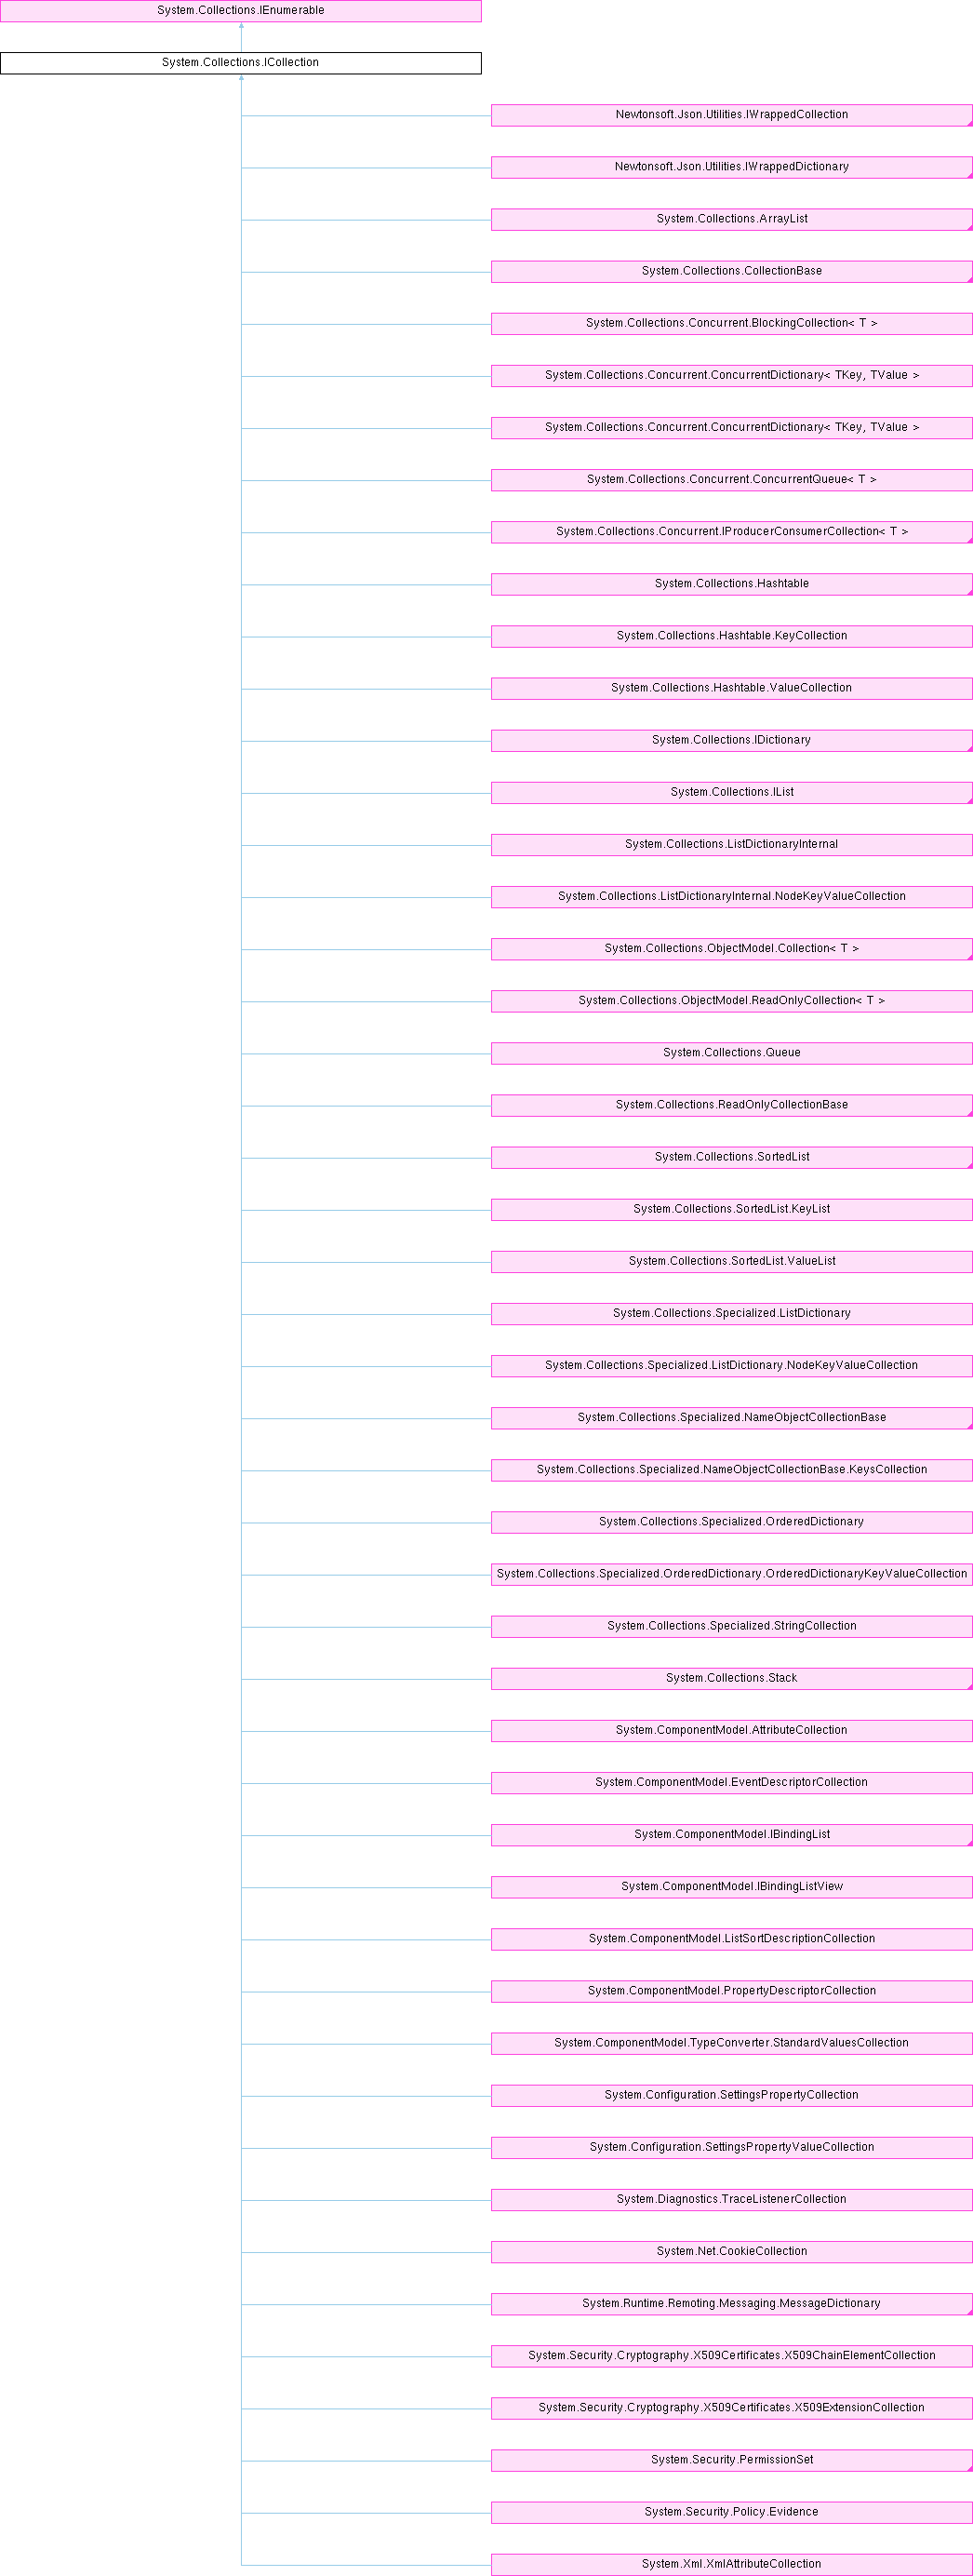 System.Collections.IEnumerable
System.Collections.ICollection
Newtonsoft.Json.Utilities.IWrappedCollection
Newtonsoft.Json.Utilities.IWrappedDictionary
System.Collections.ArrayList
System.Collections.CollectionBase
System.Collections.Concurrent.BlockingCollection< T >
System.Collections.Concurrent.ConcurrentDictionary< TKey, TValue >
System.Collections.Concurrent.ConcurrentDictionary< TKey, TValue >
System.Collections.Concurrent.ConcurrentQueue< T >
System.Collections.Concurrent.IProducerConsumerCollection< T >
System.Collections.Hashtable
System.Collections.Hashtable.KeyCollection
System.Collections.Hashtable.ValueCollection
System.Collections.IDictionary
System.Collections.IList
System.Collections.ListDictionaryInternal
System.Collections.ListDictionaryInternal.NodeKeyValueCollection
System.Collections.ObjectModel.Collection< T >
System.Collections.ObjectModel.ReadOnlyCollection< T >
System.Collections.Queue
System.Collections.ReadOnlyCollectionBase
System.Collections.SortedList
System.Collections.SortedList.KeyList
System.Collections.SortedList.ValueList
System.Collections.Specialized.ListDictionary
System.Collections.Specialized.ListDictionary.NodeKeyValueCollection
System.Collections.Specialized.NameObjectCollectionBase
System.Collections.Specialized.NameObjectCollectionBase.KeysCollection
System.Collections.Specialized.OrderedDictionary
System.Collections.Specialized.OrderedDictionary.OrderedDictionaryKeyValueCollection
System.Collections.Specialized.StringCollection
System.Collections.Stack
System.ComponentModel.AttributeCollection
System.ComponentModel.EventDescriptorCollection
System.ComponentModel.IBindingList
System.ComponentModel.IBindingListView
System.ComponentModel.ListSortDescriptionCollection
System.ComponentModel.PropertyDescriptorCollection
System.ComponentModel.TypeConverter.StandardValuesCollection
System.Configuration.SettingsPropertyCollection
System.Configuration.SettingsPropertyValueCollection
System.Diagnostics.TraceListenerCollection
System.Net.CookieCollection
System.Runtime.Remoting.Messaging.MessageDictionary
System.Security.Cryptography.X509Certificates.X509ChainElementCollection
System.Security.Cryptography.X509Certificates.X509ExtensionCollection
System.Security.PermissionSet
System.Security.Policy.Evidence
System.Xml.XmlAttributeCollection